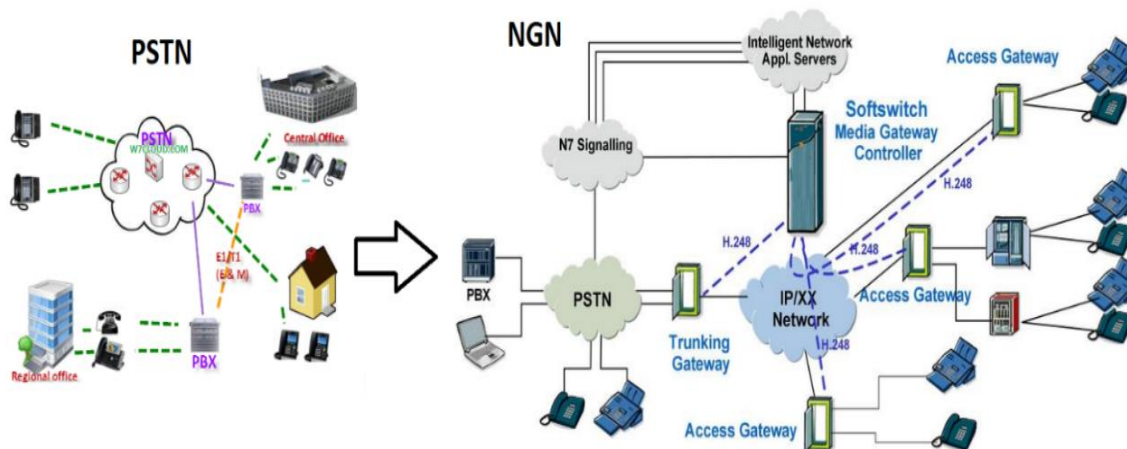 PSTN
PSTN
W7CLOUD.COM
Central Office
PBX
E1/T1
(E & M)
PBX
Regional office
NGN
Intelligent Network
Appl. Servers
Access Gateway
Softswitch
Media Gateway
Controller
N7 Signalling
H.248
H.248
H.248
PBX
PSTN
IP/XX
Network
Access Gateway
Trunking
Gateway
H.248
Access Gateway